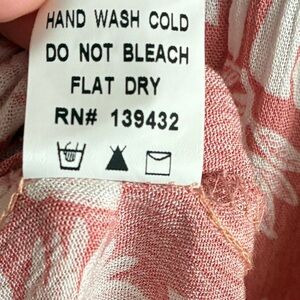 HAND WASH COLD
DO NOT BLEACH
FLAT DRY
RN# 139432